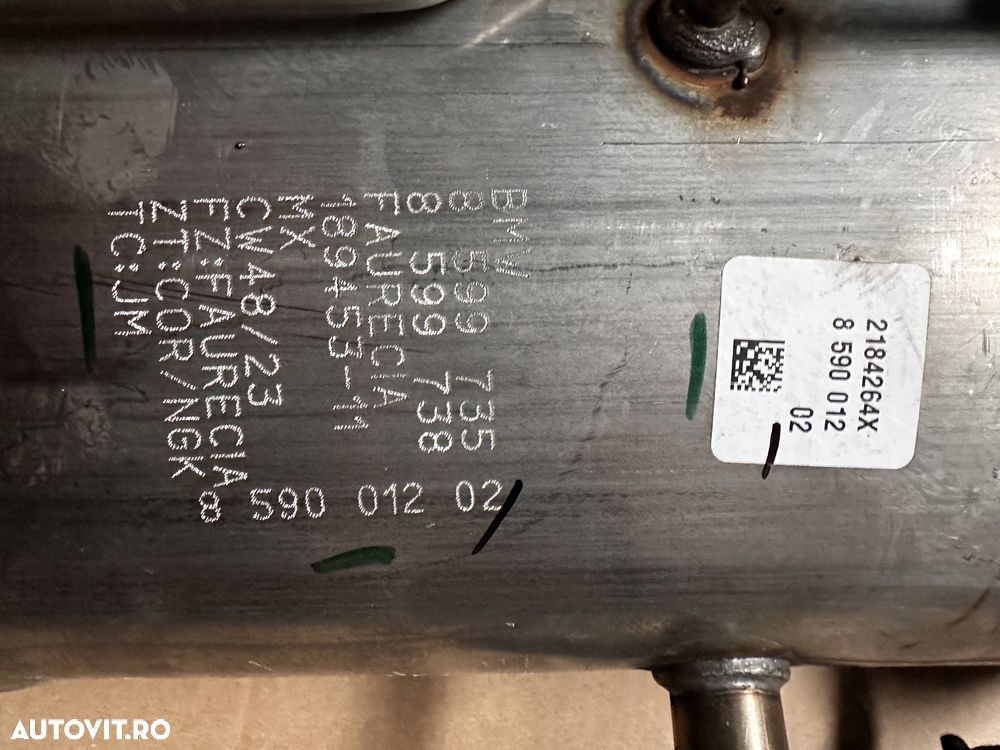 BMW
8 599 735
8 599 738
FAURECIA
189453-11
MX
CW48/23
FZ:FAURECIA
ZT:COR/NGK
TC:JM
8 590 012 02
2184264X
8 590 012
02
AUTOVIT.RO